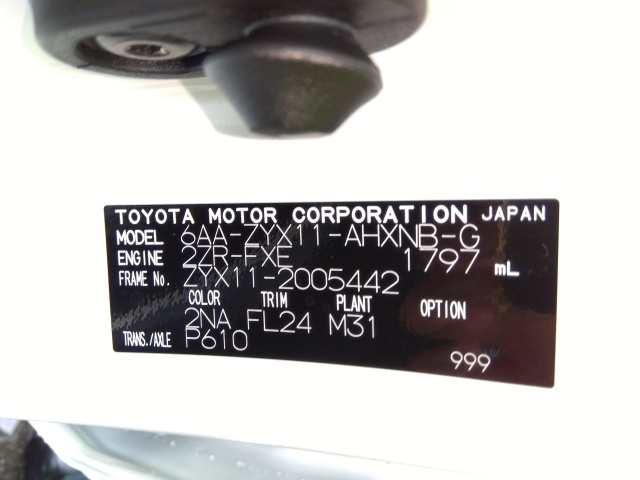 TOYOTA MOTOR CORPORATION JAPAN
MODEL 6AA-ZYX11-AHXNB-G
ENGINE 2ZR-FXE 1797 mL
FRAME No. ZYX11-2005442
COLOR TRIM PLANT OPTION
2NA FL24 M31
TRANS./AXLE P610
999